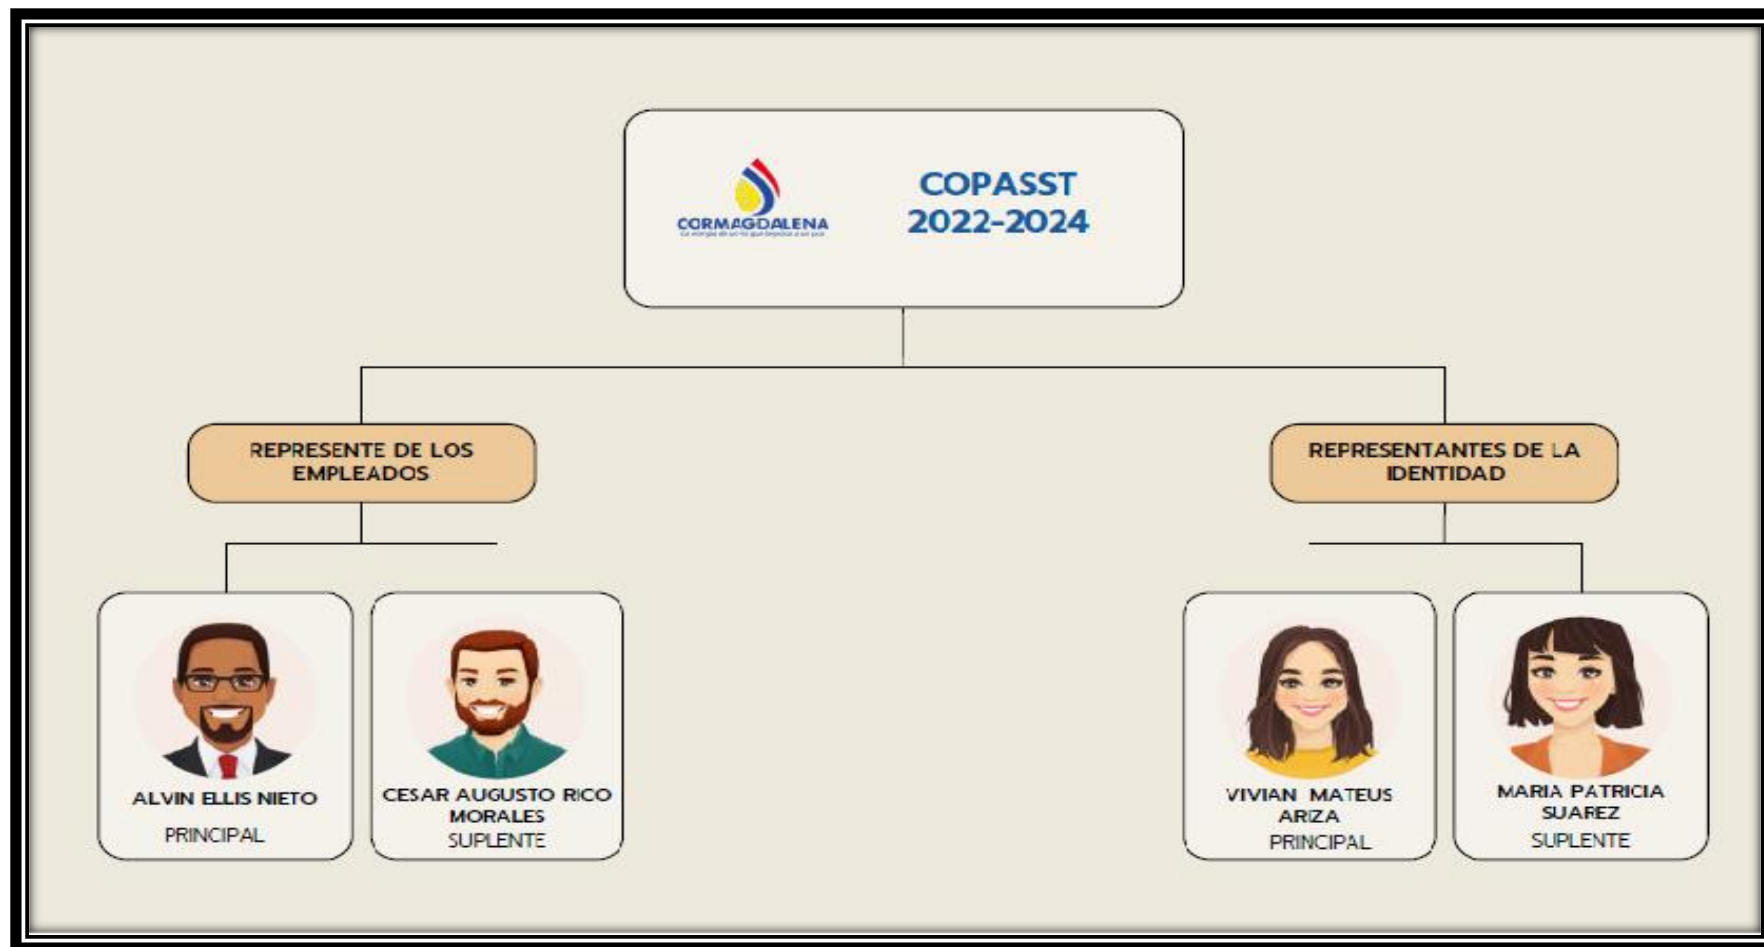 CORMAGDALENA
COPASST
2022-2024
REPRESENTE DE LOS
EMPLEADOS
REPRESENTANTES DE LA
IDENTIDAD
ALVIN ELLIS NIETO
PRINCIPAL
CESAR AUGUSTO RICO
MORALES
SUPLENTE
VIVIAN MATEUS
ARIZA
PRINCIPAL
MARIA PATRICIA
SUAREZ
SUPLENTE